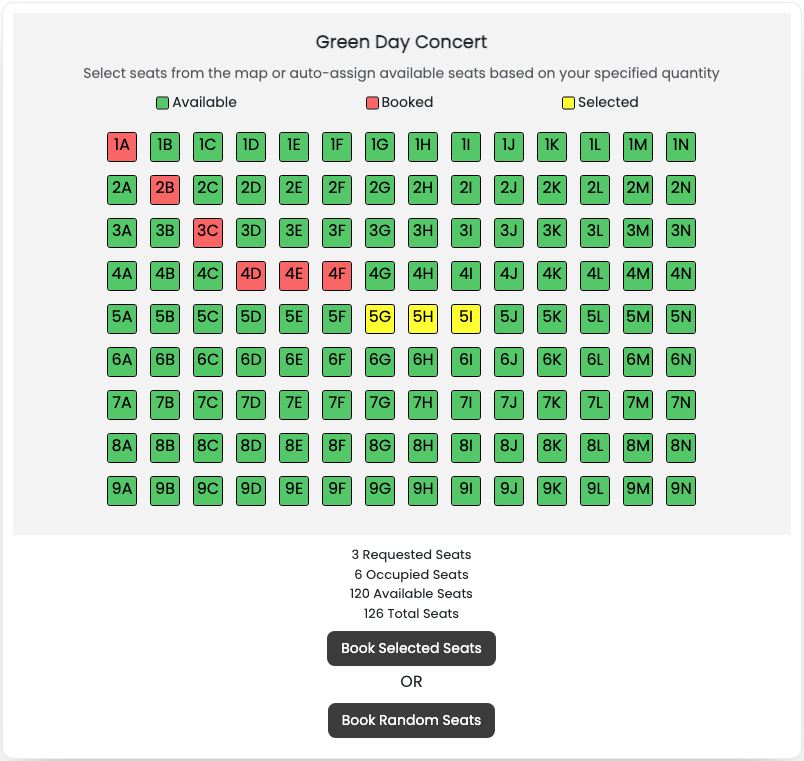 Green Day Concert
Select seats from the map or auto-assign available seats based on your specified quantity
Available Booked Selected
1A 1B 1C 1D 1E 1F 1G 1H 1I 1J 1K 1L 1M 1N
2A 2B 2C 2D 2E 2F 2G 2H 2I 2J 2K 2L 2M 2N
3A 3B 3C 3D 3E 3F 3G 3H 3I 3J 3K 3L 3M 3N
4A 4B 4C 4D 4E 4F 4G 4H 4I 4J 4K 4L 4M 4N
5A 5B 5C 5D 5E 5F 5G 5H 5I 5J 5K 5L 5M 5N
6A 6B 6C 6D 6E 6F 6G 6H 6I 6J 6K 6L 6M 6N
7A 7B 7C 7D 7E 7F 7G 7H 7I 7J 7K 7L 7M 7N
8A 8B 8C 8D 8E 8F 8G 8H 8I 8J 8K 8L 8M 8N
9A 9B 9C 9D 9E 9F 9G 9H 9I 9J 9K 9L 9M 9N
3 Requested Seats
6 Occupied Seats
120 Available Seats
126 Total Seats
Book Selected Seats
OR
Book Random Seats